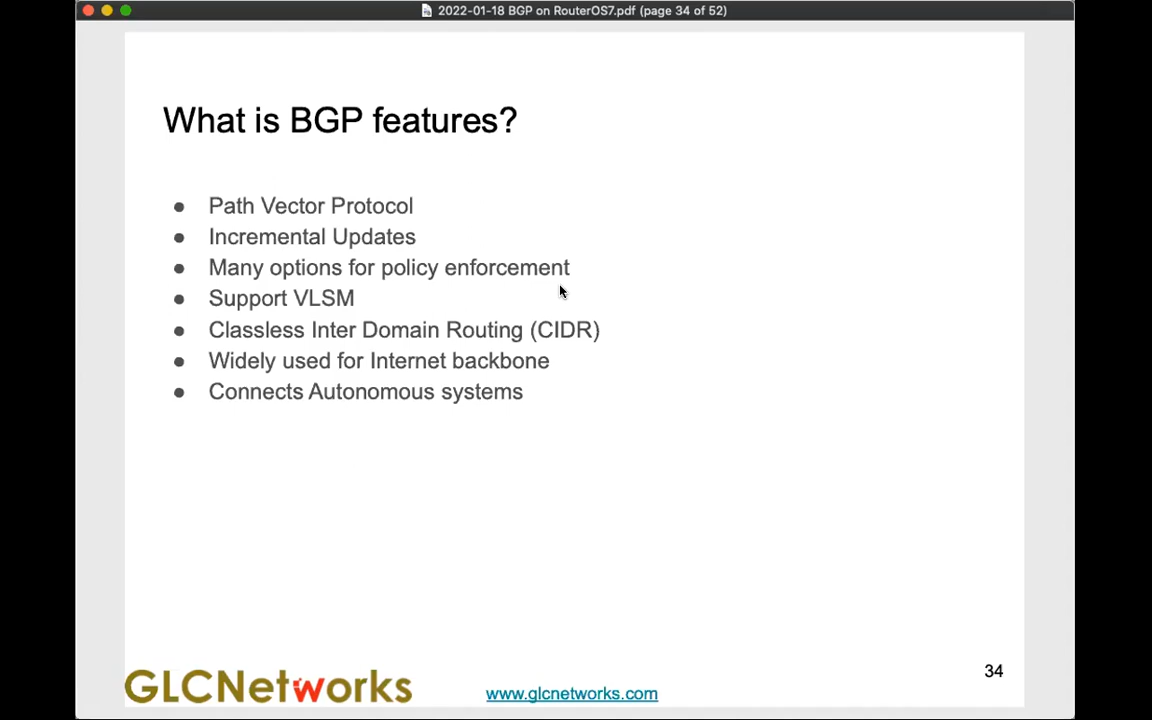 2022-01-18 BGP on RouterOS7.pdf (page 34 of 52)
What is BGP features?
● Path Vector Protocol
● Incremental Updates
● Many options for policy enforcement
● Support VLSM
● Classless Inter Domain Routing (CIDR)
● Widely used for Internet backbone
● Connects Autonomous systems
34
GLCNetworks
www.glcnetworks.com